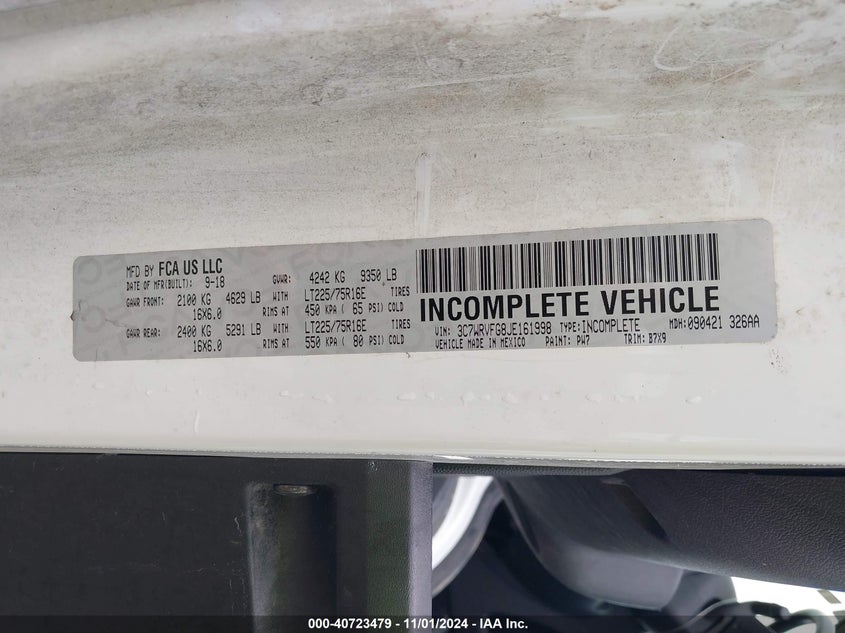 MFD BY FCA US LLC
DATE OF MFR(BUILT): 9-18 GVWR: 4242 KG 9350 LB
GAWR FRONT: 2100 KG 4629 LB WITH LT225/75R16E TIRES
16X6.0 RIMS AT 450 KPA ( 65 PSI) COLD
GAWR REAR: 2400 KG 5291 LB WITH LT225/75R16E TIRES
16X6.0 RIMS AT 550 KPA ( 80 PSI) COLD
INCOMPLETE VEHICLE
VIN: 3C7WRVFG8JE161998 TYPE:INCOMPLETE MDH:090421 326AA
VEHICLE MADE IN MEXICO PAINT: PW7 TRIM: B7X9
000-40723479 - 11/01/2024 - IAA Inc.